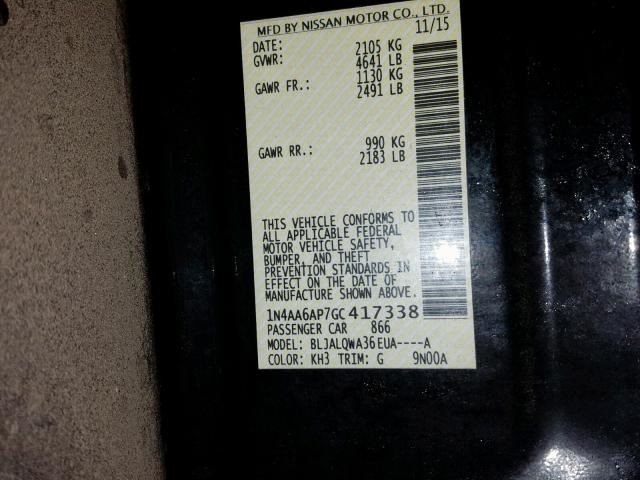 MFD BY NISSAN MOTOR CO., LTD.
DATE: 11/15
GVWR: 2105 KG
4641 LB
GAWR FR.: 1130 KG
2491 LB
GAWR RR.: 990 KG
2183 LB
THIS VEHICLE CONFORMS TO
ALL APPLICABLE FEDERAL
MOTOR VEHICLE SAFETY,
BUMPER, AND THEFT
PREVENTION STANDARDS IN
EFFECT ON THE DATE OF
MANUFACTURE SHOWN ABOVE.
1N4AA6AP7GC417338
PASSENGER CAR 866
MODEL: BLJALQWA36EUA----A
COLOR: KH3 TRIM: G 9N00A